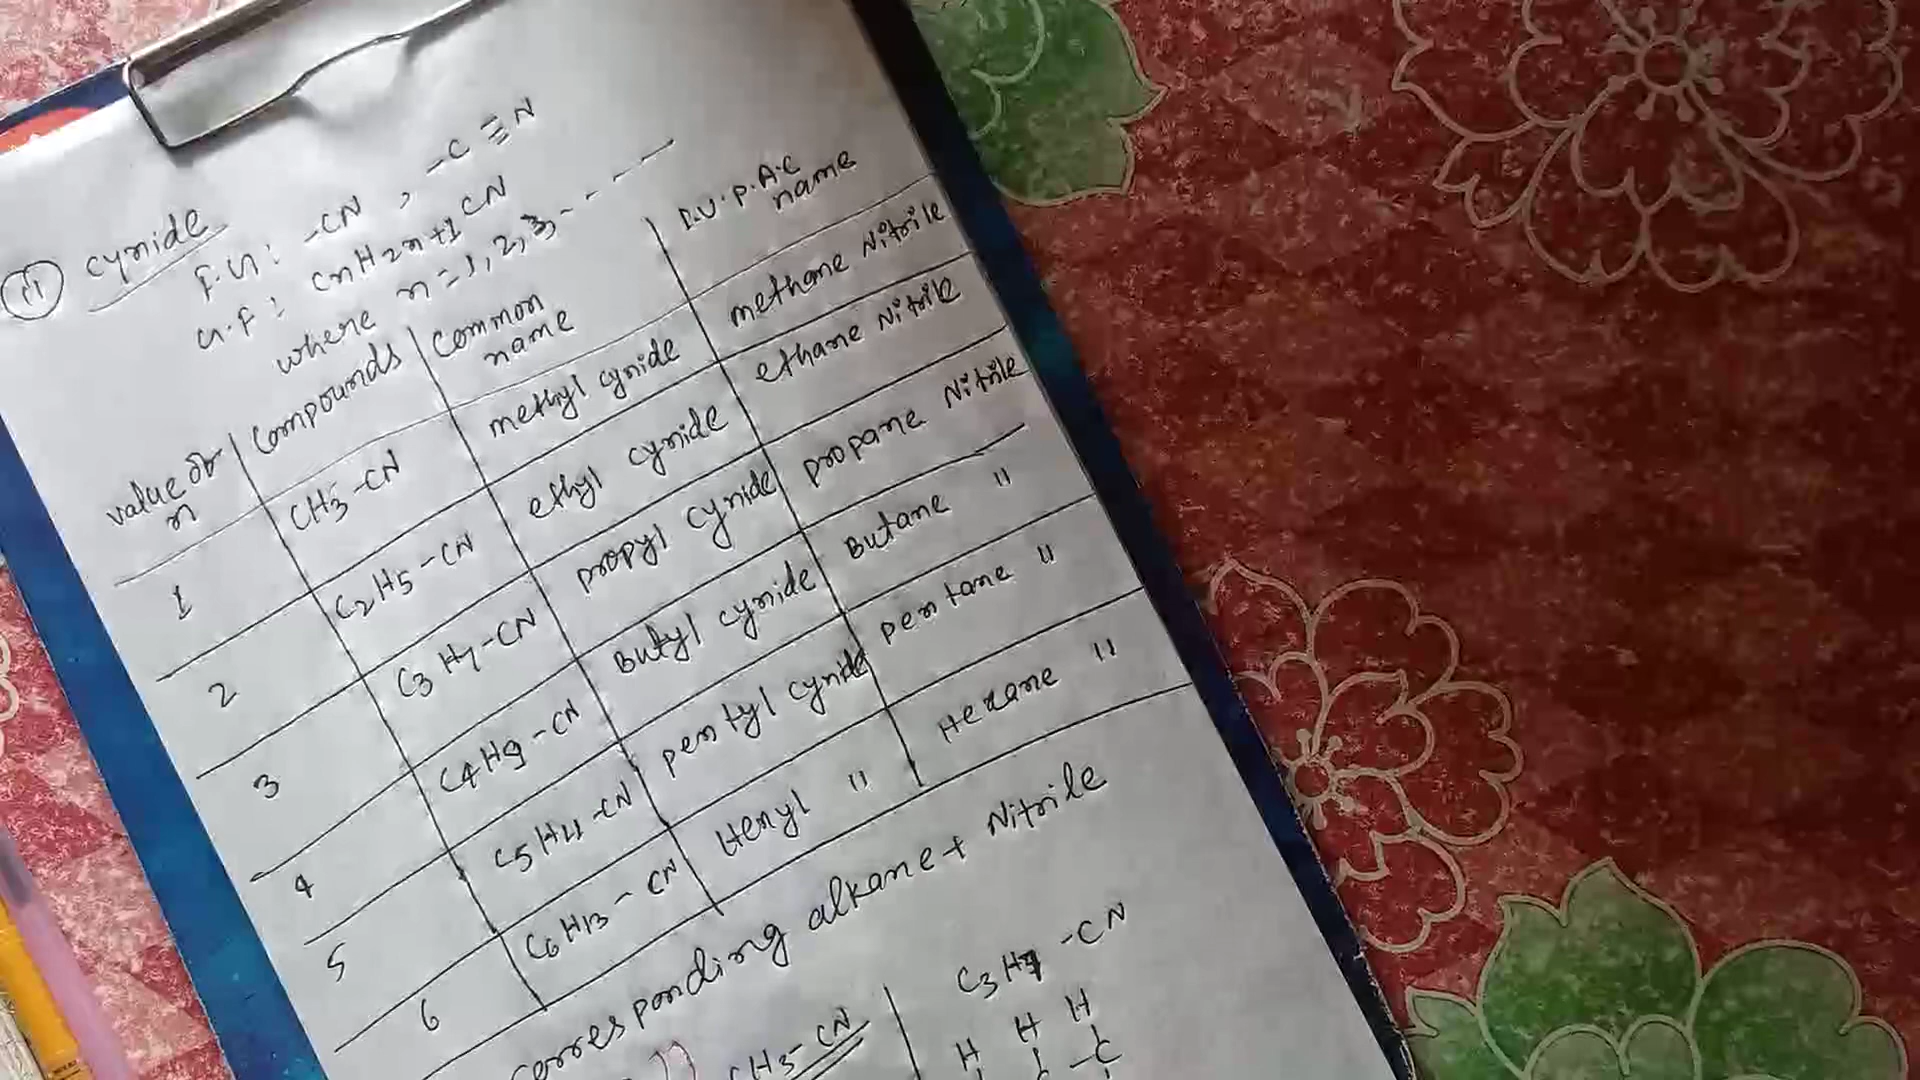 11 cynide
F.G: -CN , -C ≡ N
G.F: CnH2n+1 CN
where n=1, 2, 3, - - - - -
value of n | compounds | common name | I.U.P.A.C name
1 | CH3-CN | methyl cynide | methane Nitrile
2 | C2H5-CN | ethyl cynide | ethane Nitrile
3 | C3H7-CN | propyl cynide | propane Nitrile
4 | C4H9-CN | Butyl cynide | Butane "
5 | C5H11-CN | pentyl cynide | pentane "
6 | C6H13-CN | Hexyl " | Hexane "
corresponding alkane + Nitrile
CH3-CN | C3H7-CN
H H H
C - C